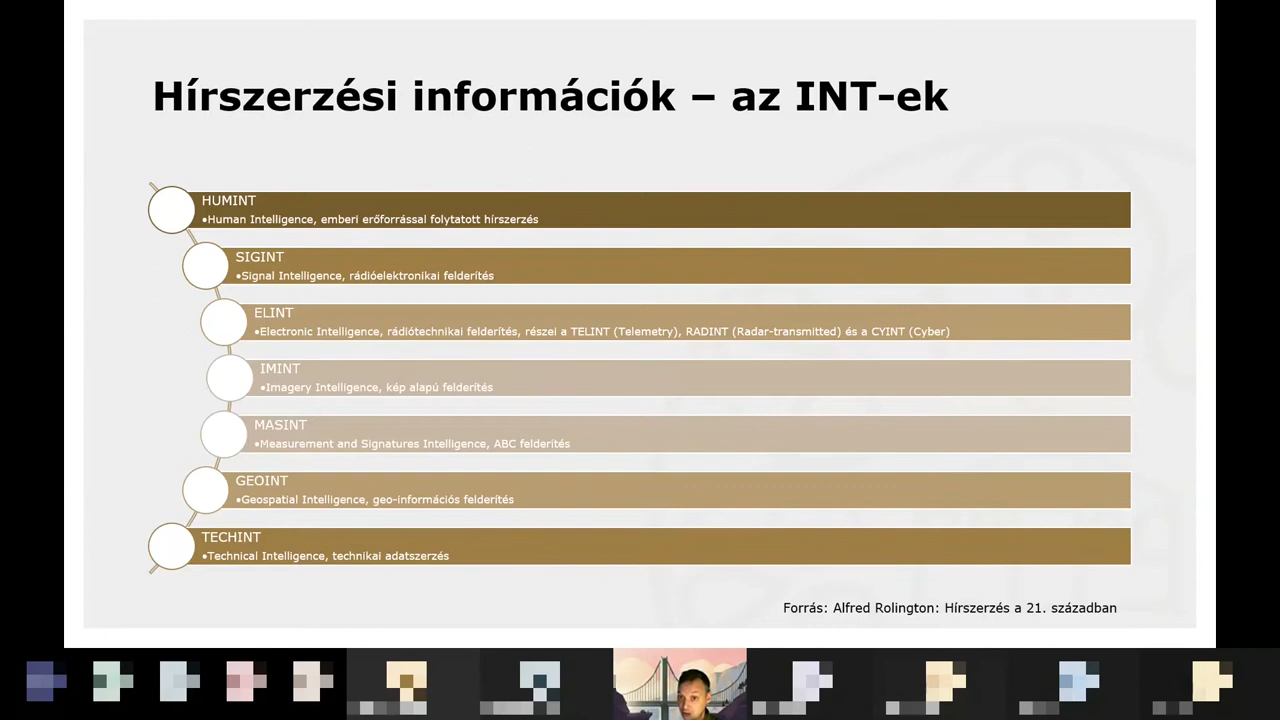 Hírszerzési információk – az INT-ek
HUMINT
•Human Intelligence, emberi erőforrással folytatott hírszerzés
SIGINT
•Signal Intelligence, rádióelektronikai felderítés
ELINT
•Electronic Intelligence, rádiótechnikai felderítés, részei a TELINT (Telemetry), RADINT (Radar-transmitted) és a CYINT (Cyber)
IMINT
•Imagery Intelligence, kép alapú felderítés
MASINT
•Measurement and Signatures Intelligence, ABC felderítés
GEOINT
•Geospatial Intelligence, geo-információs felderítés
TECHINT
•Technical Intelligence, technikai adatszerzés
Forrás: Alfred Rolington: Hírszerzés a 21. században